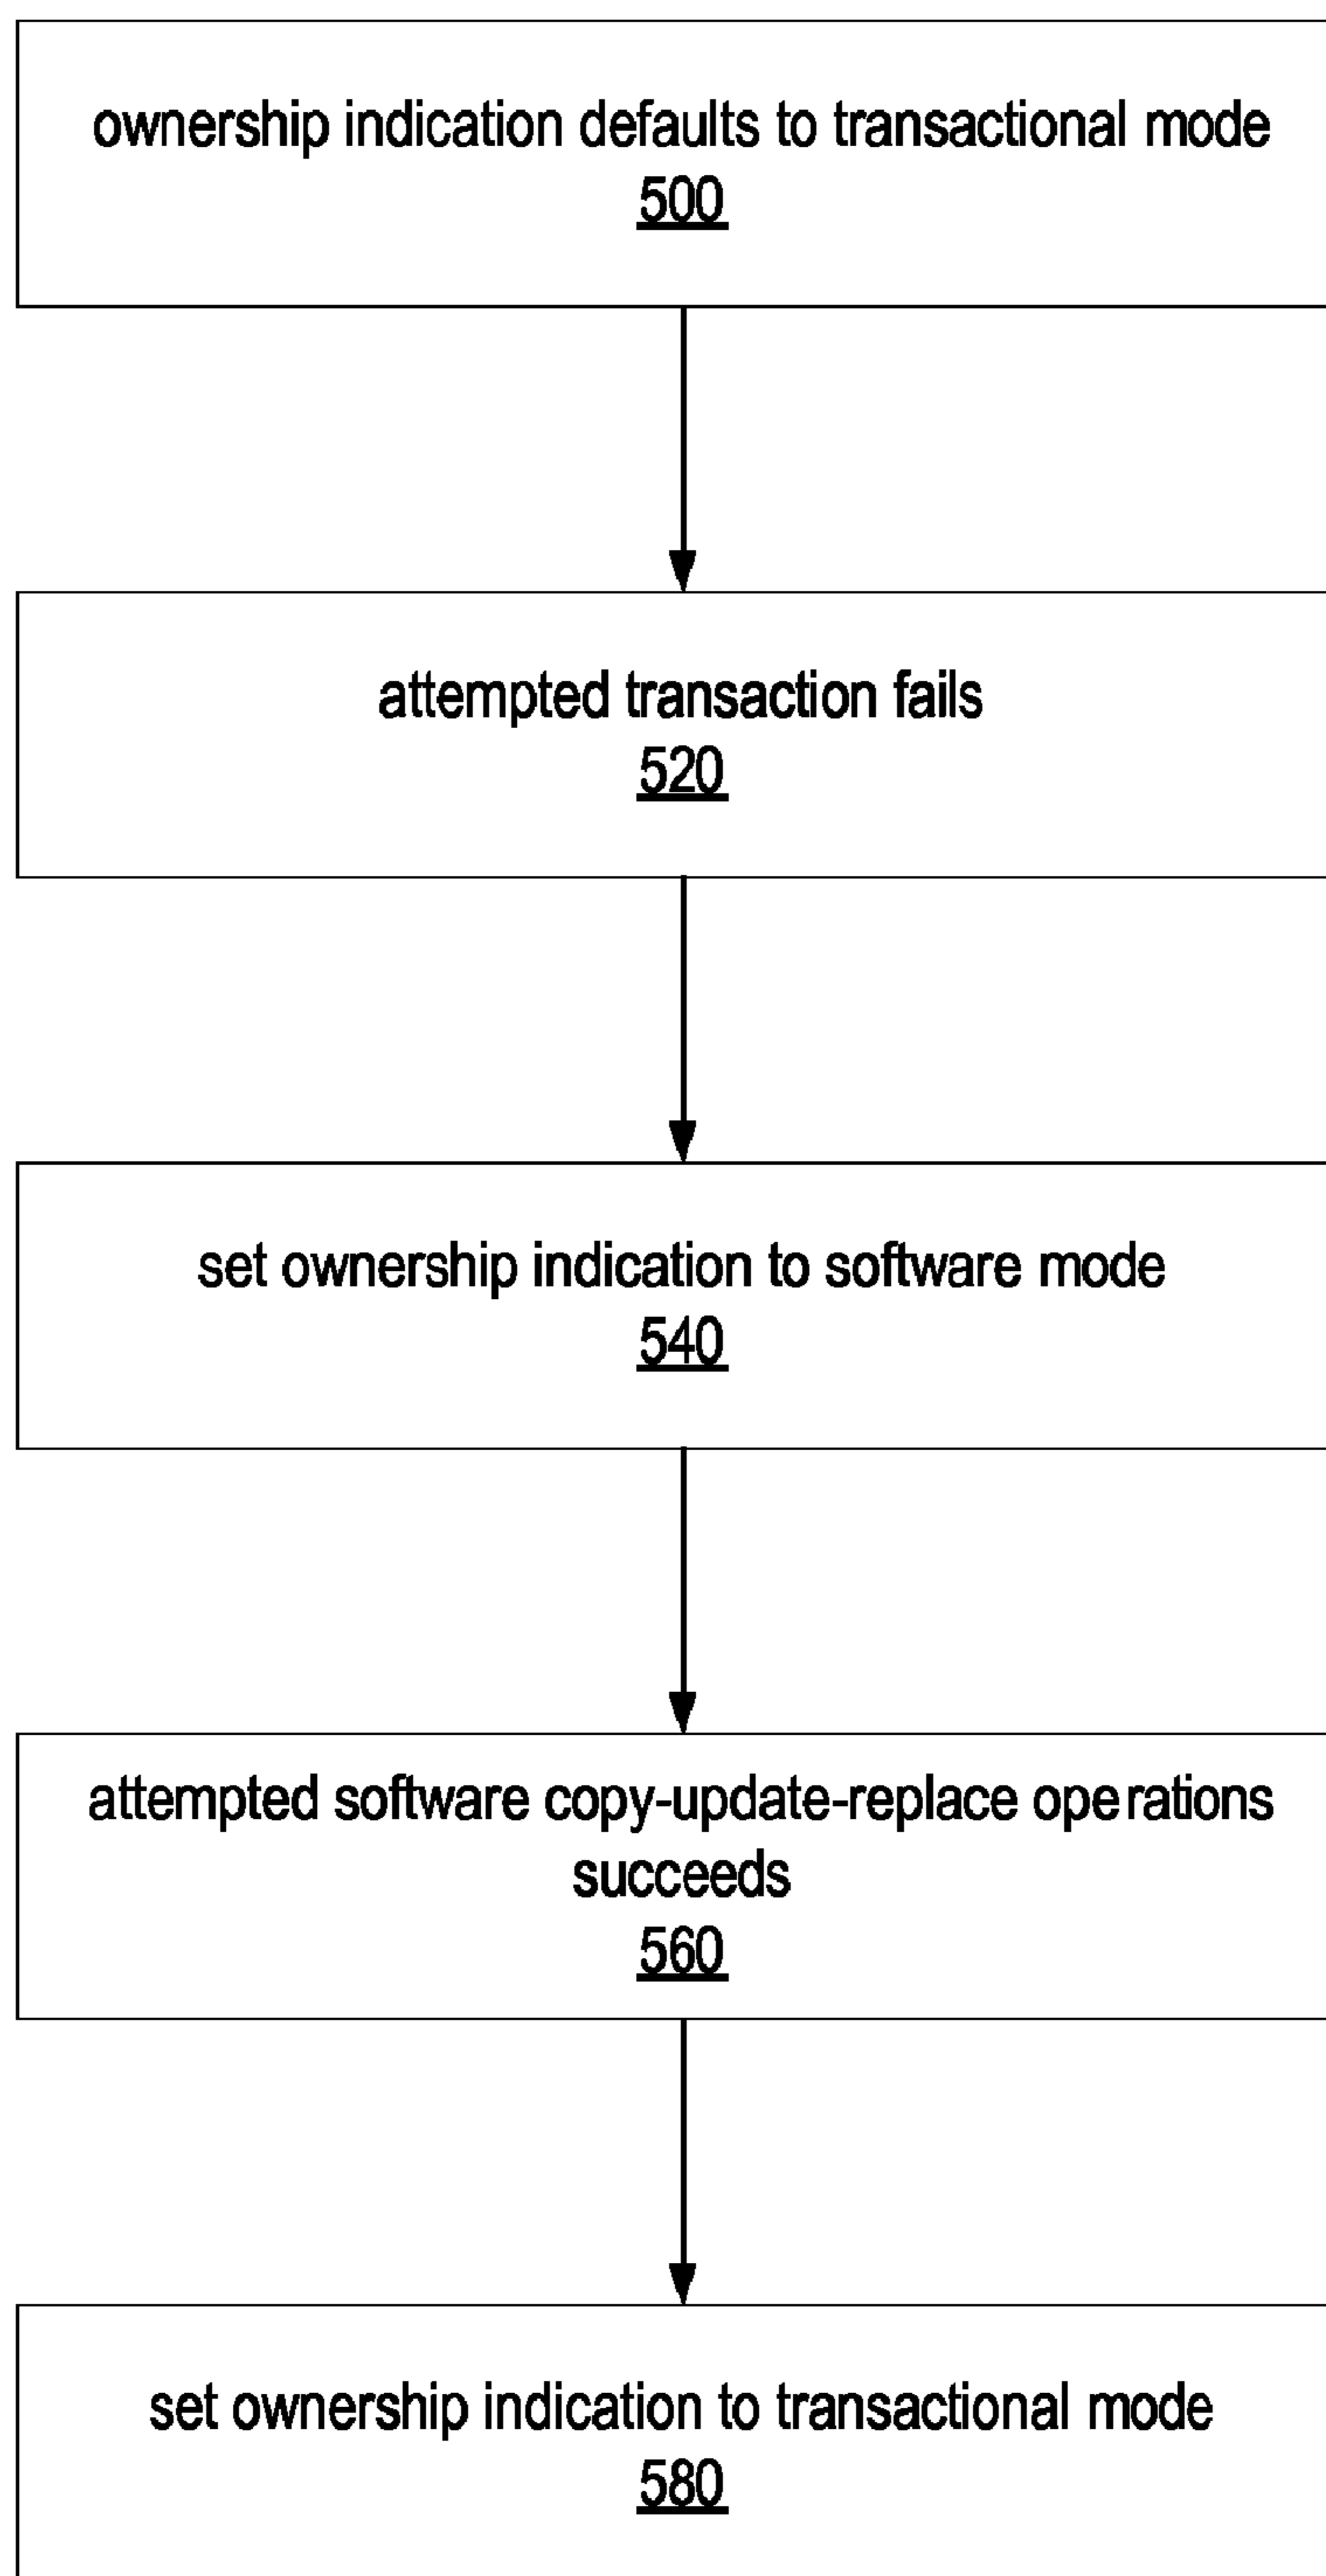 ownership indication defaults to transactional mode
500
attempted transaction fails
520
set ownership indication to software mode
540
attempted software copy-update-replace operations
succeeds
560
set ownership indication to transactional mode
580